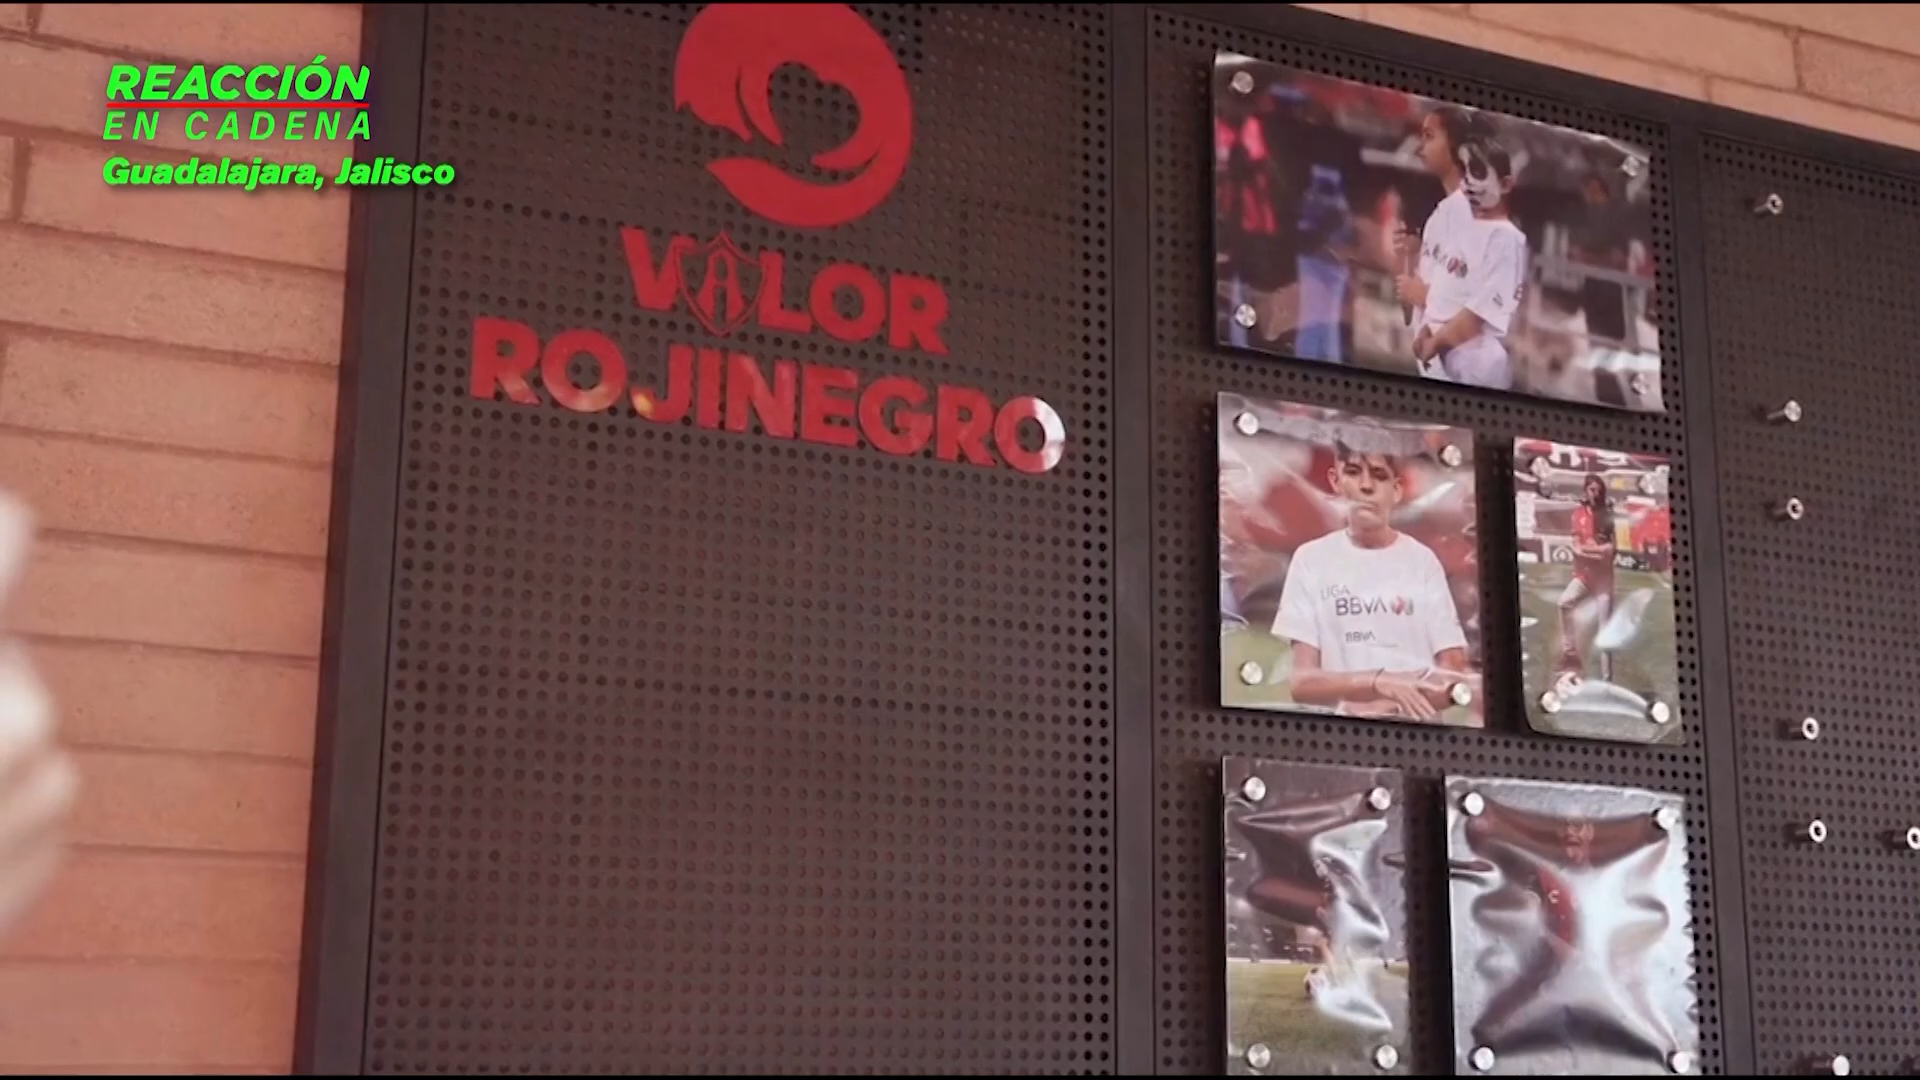 REACCIÓN
EN CADENA
Guadalajara, Jalisco
VALOR
ROJINEGRO
LIGA
BBVA
BBVA